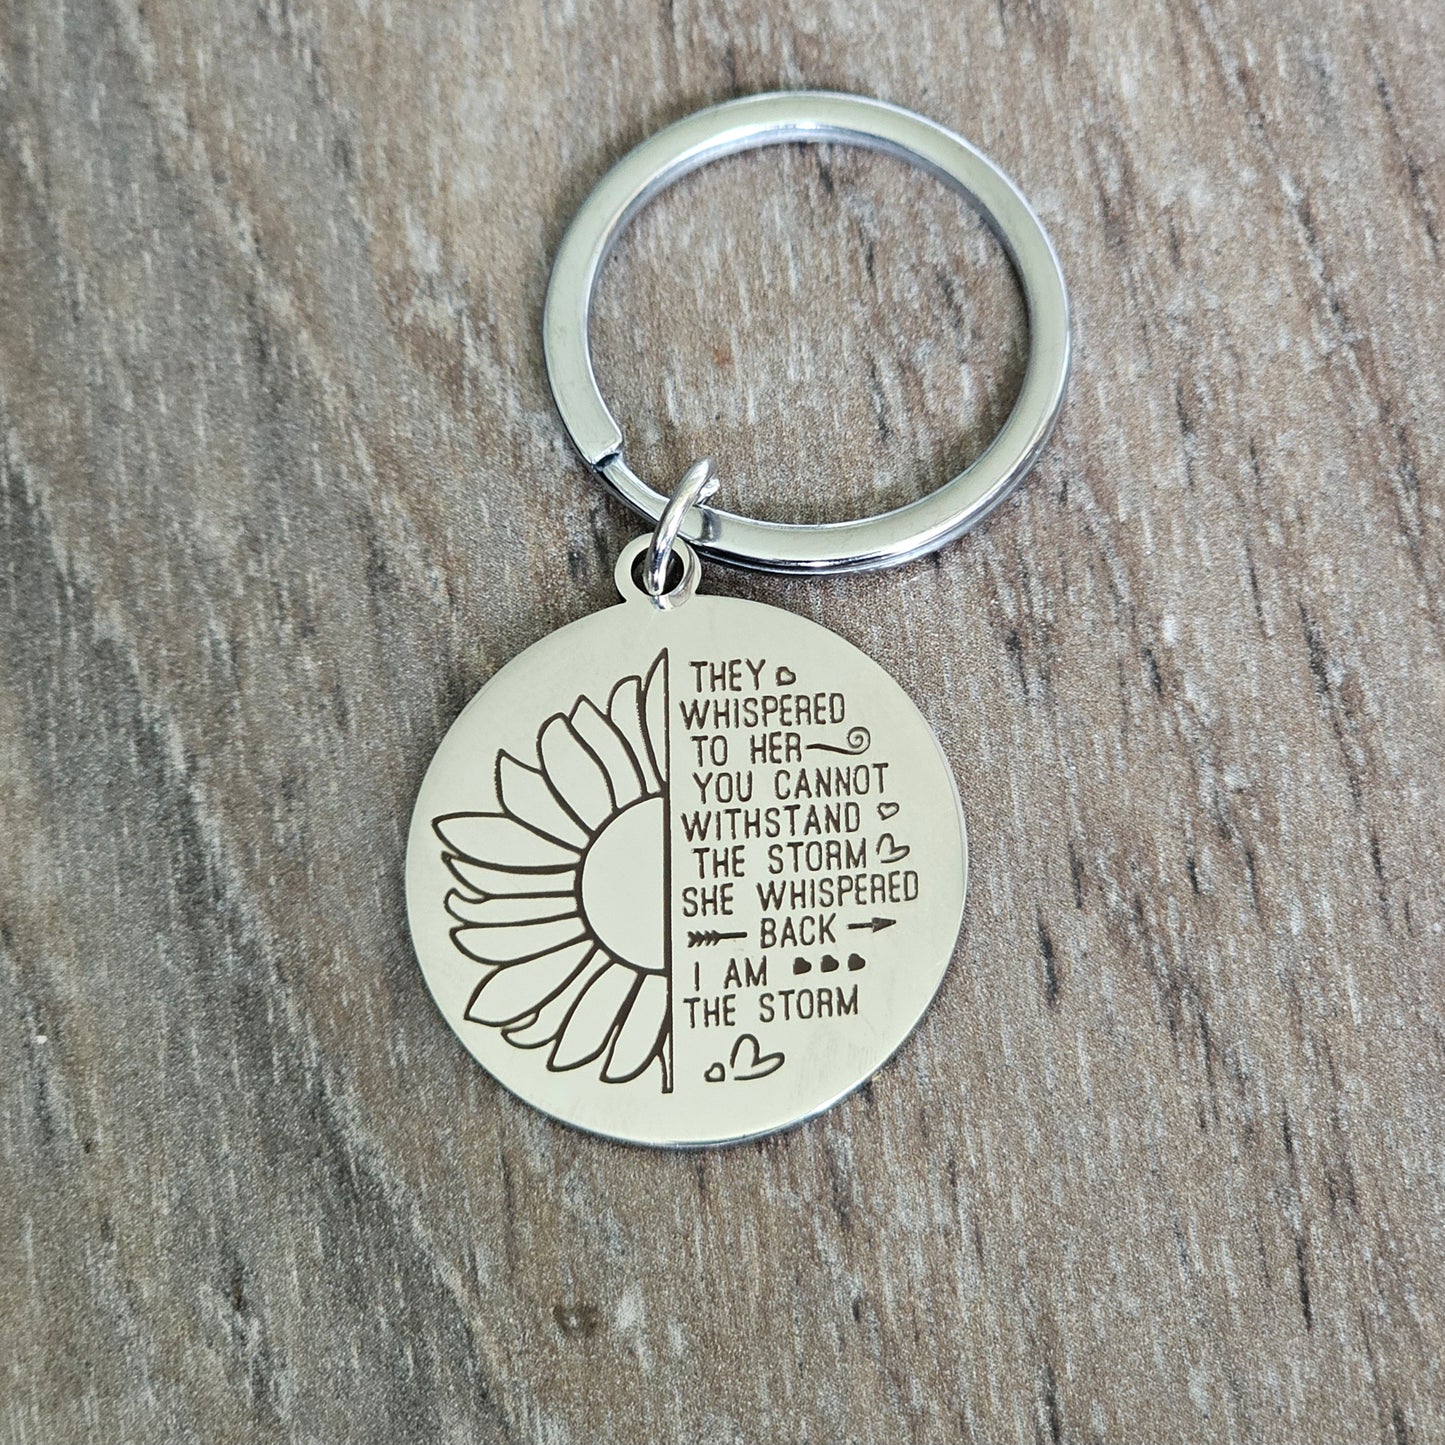 THEY
WHISPERED
TO HER
YOU CANNOT
WITHSTAND
THE STORM
SHE WHISPERED
BACK
I AM
THE STORM